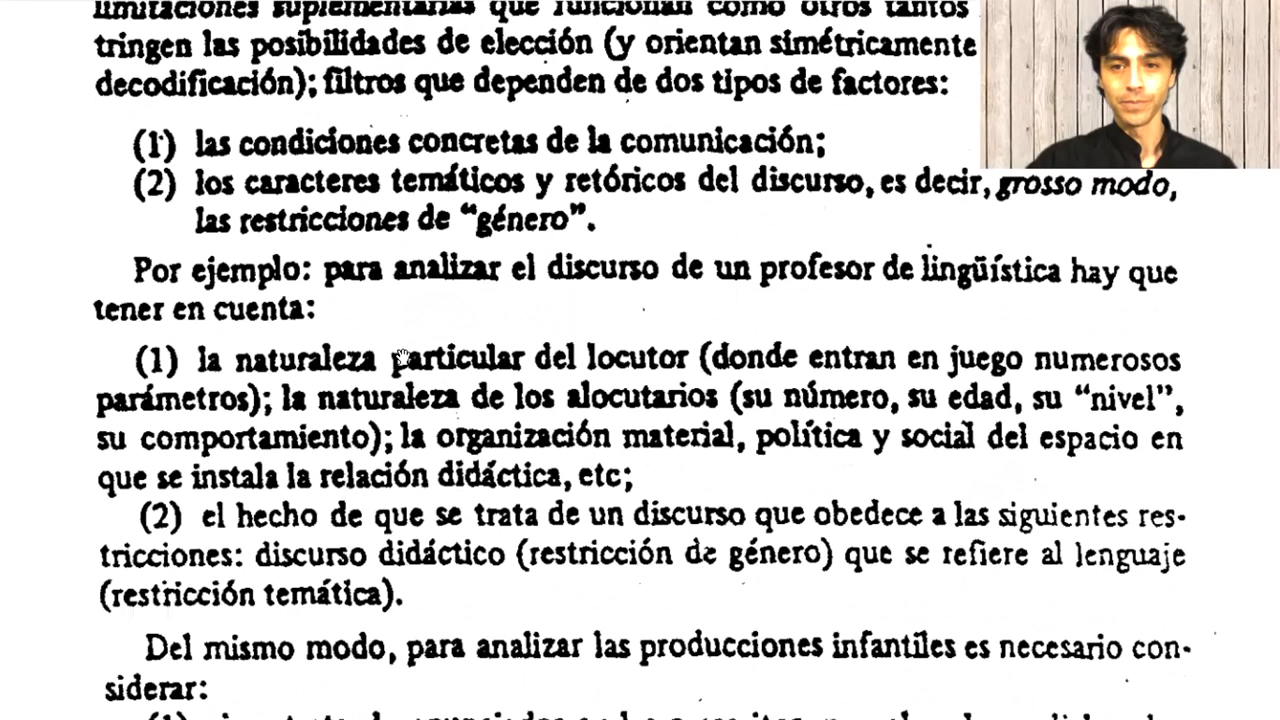 limitaciones suplementarias que funcionan como otros tantos
tringen las posibilidades de elección (y orientan simétricamente
decodificación); filtros que dependen de dos tipos de factores:
(1) las condiciones concretas de la comunicación;
(2) los caracteres temáticos y retóricos del discurso, es decir, grosso modo,
las restricciones de "género".
Por ejemplo: para analizar el discurso de un profesor de lingüística hay que
tener en cuenta:
(1) la naturaleza particular del locutor (donde entran en juego numerosos
parámetros); la naturaleza de los alocutarios (su número, su edad, su "nivel",
su comportamiento); la organización material, política y social del espacio en
que se instala la relación didáctica, etc;
(2) el hecho de que se trata de un discurso que obedece a las siguientes res-
tricciones: discurso didáctico (restricción de género) que se refiere al lenguaje
(restricción temática).
Del mismo modo, para analizar las producciones infantiles es necesario con-
siderar: